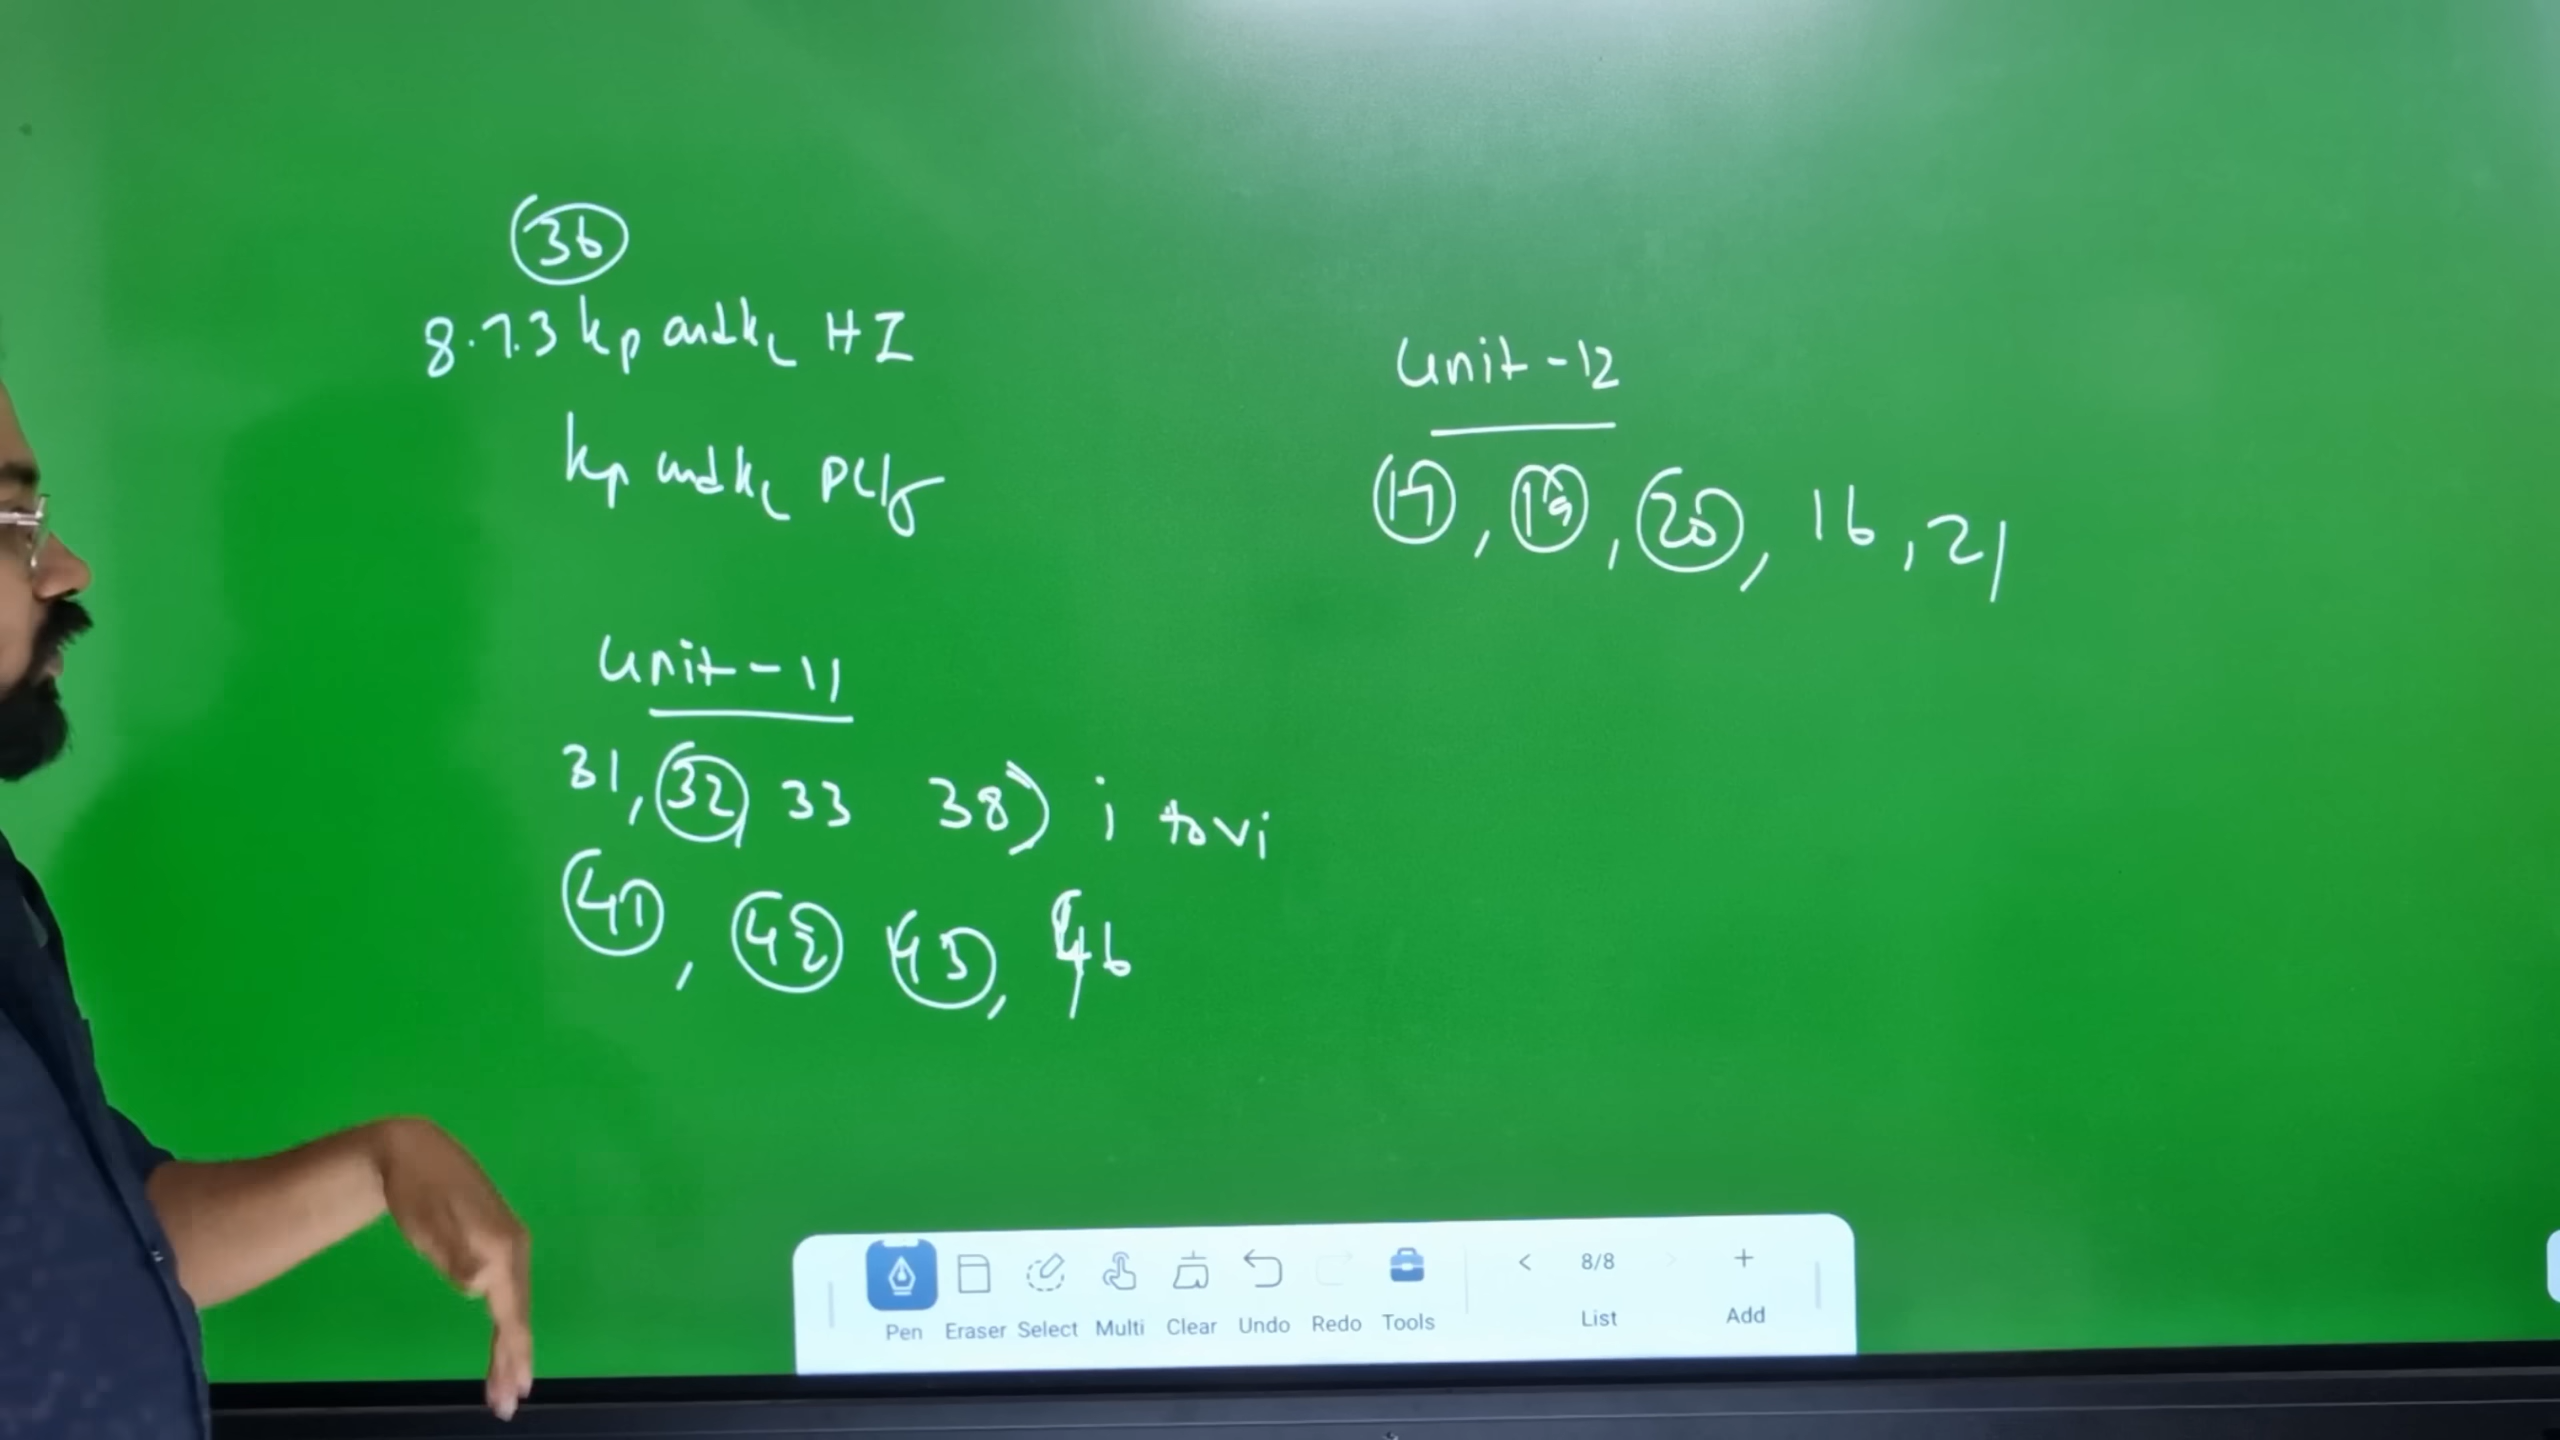 36
8.7.3 kp and kc HI
kp and kc PCl5
Unit - 11
31, 32, 33 38) i to vi
41, 42 43, 46
Unit - 12
17, 19, 20, 16, 21
Pen Eraser Select Multi Clear Undo Redo Tools < 8/8 List + Add